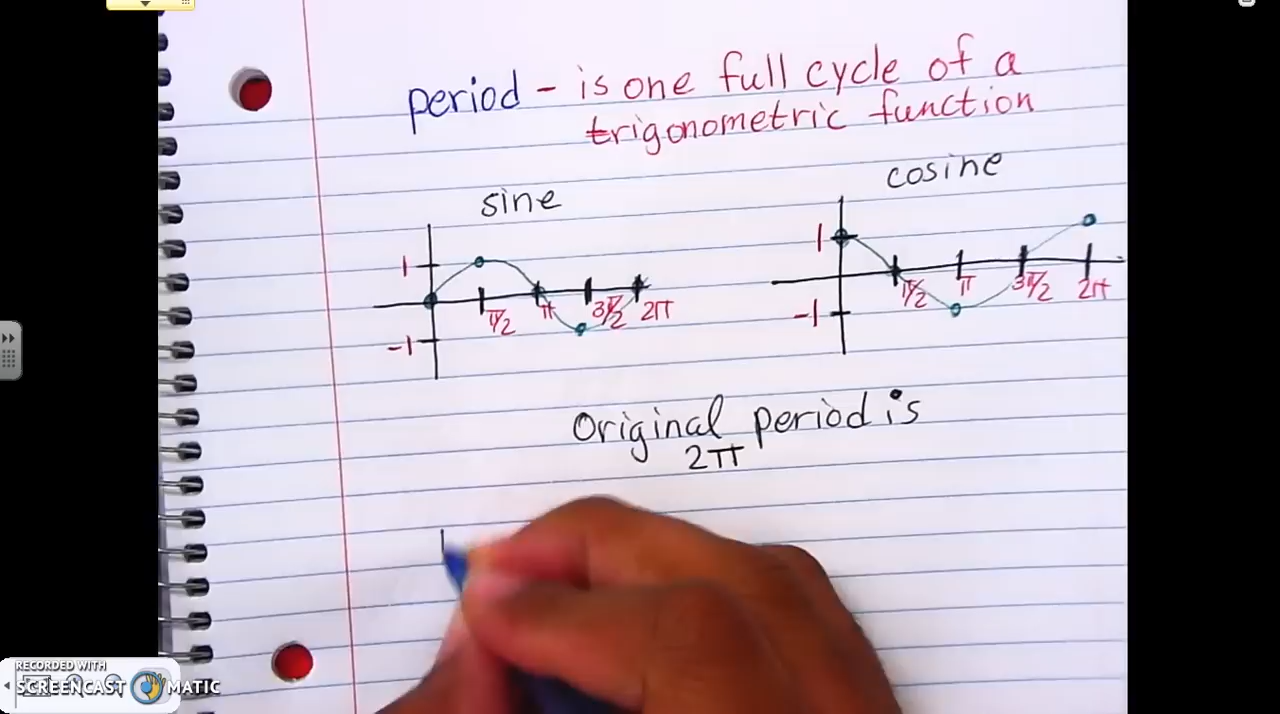 period - is one full cycle of a
trigonometric function
sine
cosine
1
-1
π/2
π
3π/2
2π
1
-1
π/2
π
3π/2
2π
Original period is
2π
RECORDED WITH
SCREENCAST MATIC